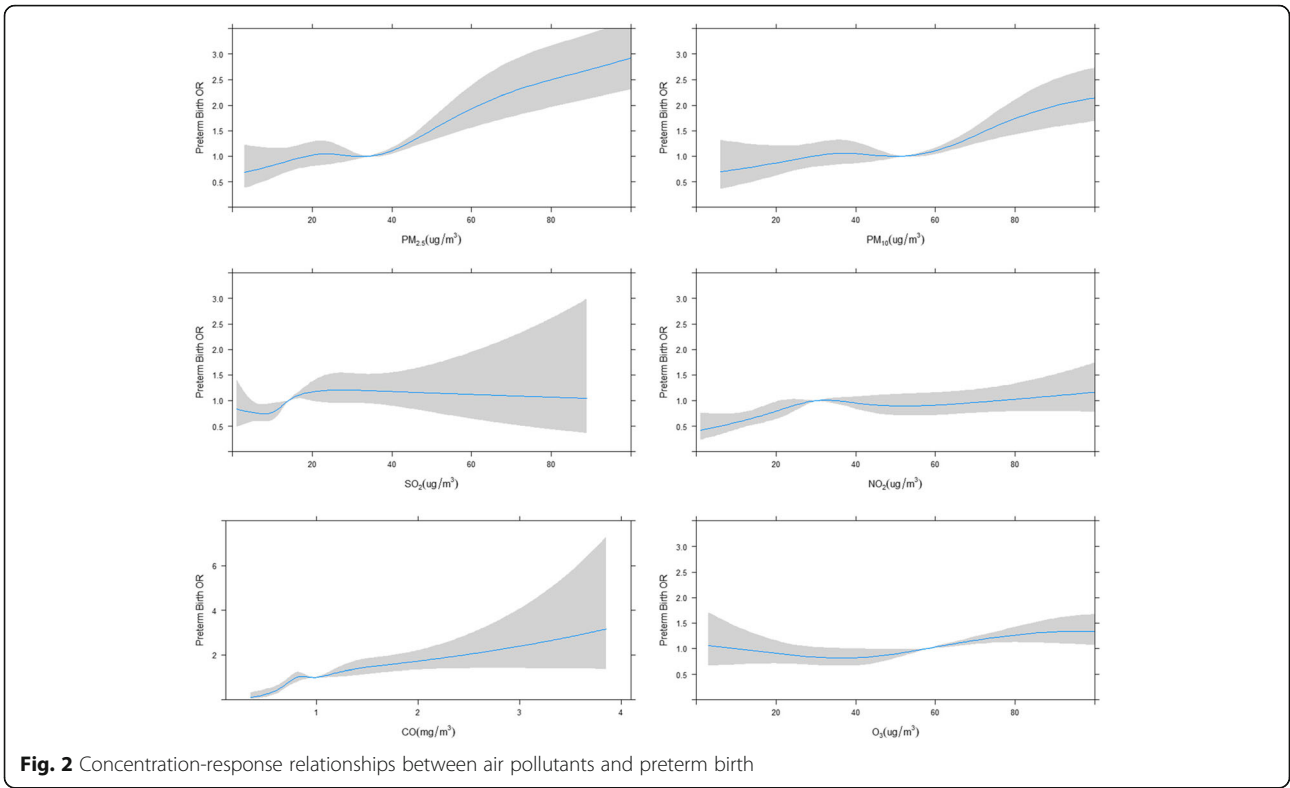 3.0
2.5
2.0
1.5
1.0
0.5
Preterm Birth OR
20 40 60 80
PM2.5(ug/m³)
3.0
2.5
2.0
1.5
1.0
0.5
Preterm Birth OR
20 40 60 80
PM10(ug/m³)
3.0
2.5
2.0
1.5
1.0
0.5
Preterm Birth OR
20 40 60 80
SO2(ug/m³)
3.0
2.5
2.0
1.5
1.0
0.5
Preterm Birth OR
20 40 60 80
NO2(ug/m³)
6
4
2
Preterm Birth OR
1 2 3 4
CO(mg/m³)
3.0
2.5
2.0
1.5
1.0
0.5
Preterm Birth OR
20 40 60 80
O3(ug/m³)
Fig. 2 Concentration-response relationships between air pollutants and preterm birth